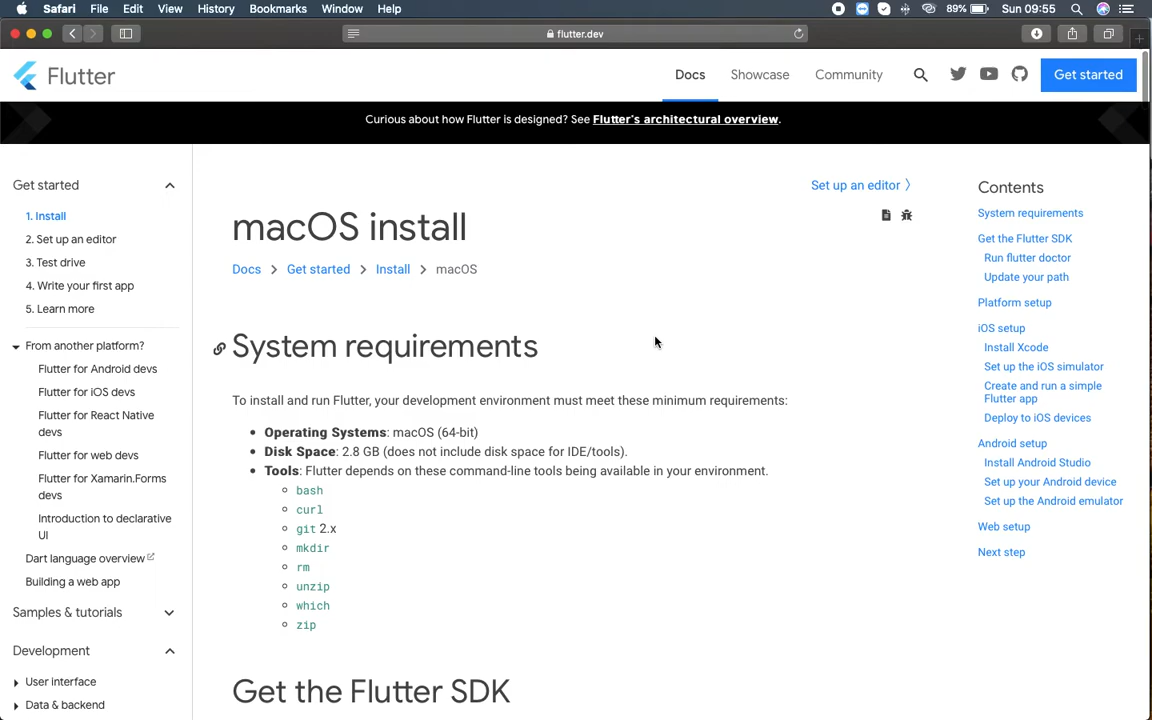 Safari File Edit View History Bookmarks Window Help 89% Sun 09:55
flutter.dev
Flutter Docs Showcase Community Get started
Curious about how Flutter is designed? See Flutter's architectural overview.
Get started
1. Install
2. Set up an editor
3. Test drive
4. Write your first app
5. Learn more
From another platform?
Flutter for Android devs
Flutter for iOS devs
Flutter for React Native
devs
Flutter for web devs
Flutter for Xamarin.Forms
devs
Introduction to declarative
UI
Dart language overview
Building a web app
Samples & tutorials
Development
User interface
Data & backend
Set up an editor
macOS install
Docs > Get started > Install > macOS
System requirements
To install and run Flutter, your development environment must meet these minimum requirements:
• Operating Systems: macOS (64-bit)
• Disk Space: 2.8 GB (does not include disk space for IDE/tools).
• Tools: Flutter depends on these command-line tools being available in your environment.
bash
curl
git 2.x
mkdir
rm
unzip
which
zip
Get the Flutter SDK
Contents
System requirements
Get the Flutter SDK
Run flutter doctor
Update your path
Platform setup
iOS setup
Install Xcode
Set up the iOS simulator
Create and run a simple
Flutter app
Deploy to iOS devices
Android setup
Install Android Studio
Set up your Android device
Set up the Android emulator
Web setup
Next step